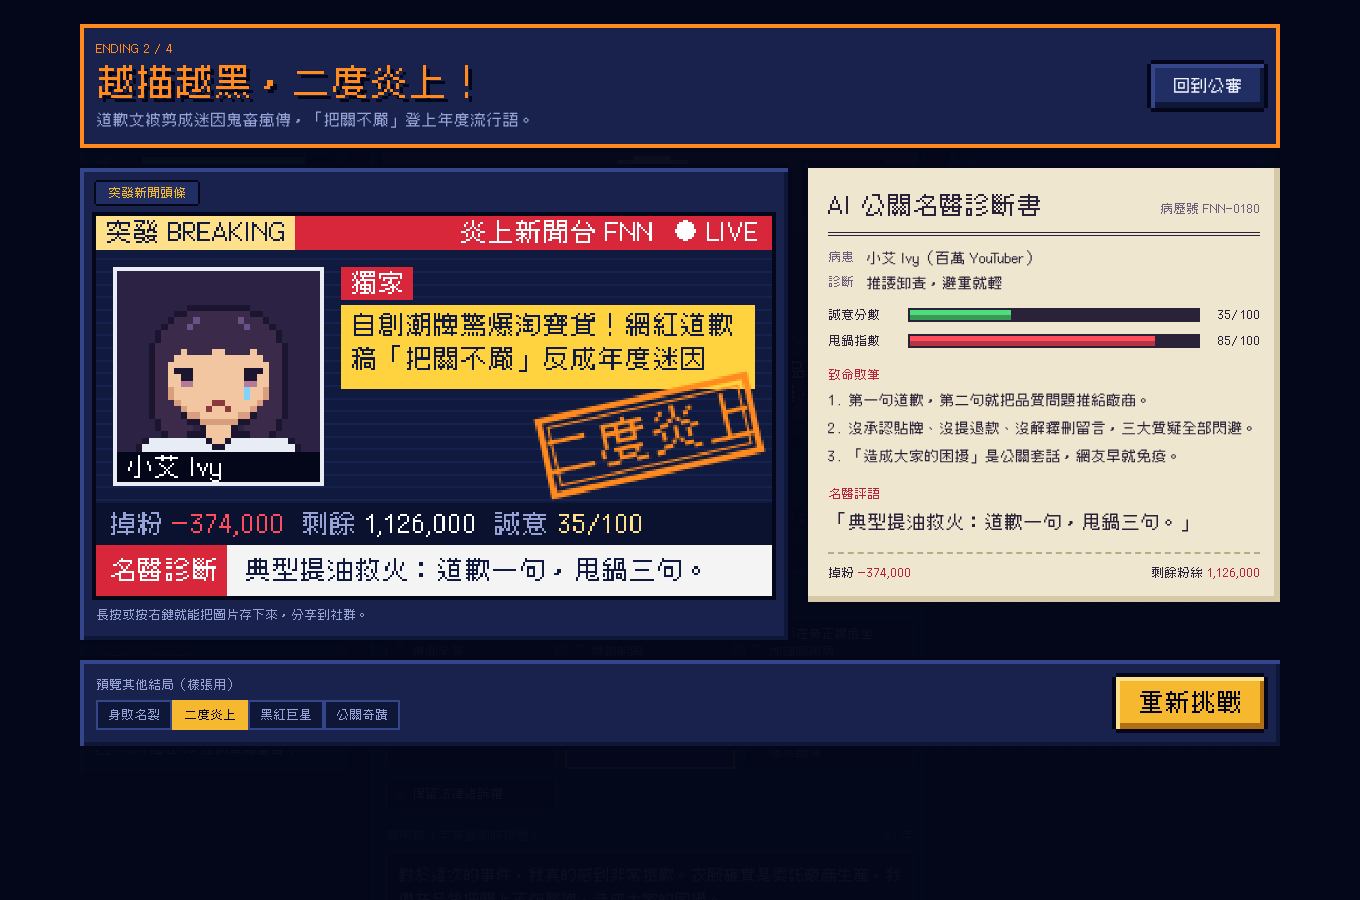 ENDING 2 / 4
越描越黑，二度炎上！
道歉文被剪成迷因鬼畜瘋傳，「把關不嚴」登上年度流行語。
回到公審
突發新聞頭條
突發 BREAKING
炎上新聞台 FNN ● LIVE
獨家
自創潮牌驚爆淘寶貨！網紅道歉
稿「把關不嚴」反成年度迷因
二度炎上
小艾 Ivy
掉粉 -374,000 剩餘 1,126,000 誠意 35/100
名醫診斷 典型提油救火：道歉一句，甩鍋三句。
長按或按右鍵就能把圖片存下來，分享到社群。
AI 公關名醫診斷書
病歷號 FNN-0180
病患 小艾 Ivy（百萬 YouTuber）
診斷 推諉卸責，避重就輕
誠意分數 35/100
甩鍋指數 85/100
致命敗筆
1. 第一句道歉，第二句就把品質問題推給廠商。
2. 沒承認貼牌、沒提退款、沒解釋刪留言，三大質疑全部閃避。
3. 「造成大家的困擾」是公關套話，網友早就免疫。
名醫評語
「典型提油救火：道歉一句，甩鍋三句。」
掉粉 -374,000
剩餘粉絲 1,126,000
預覽其他結局（樣張用）
身敗名裂 二度炎上 黑紅巨星 公關奇蹟
重新挑戰